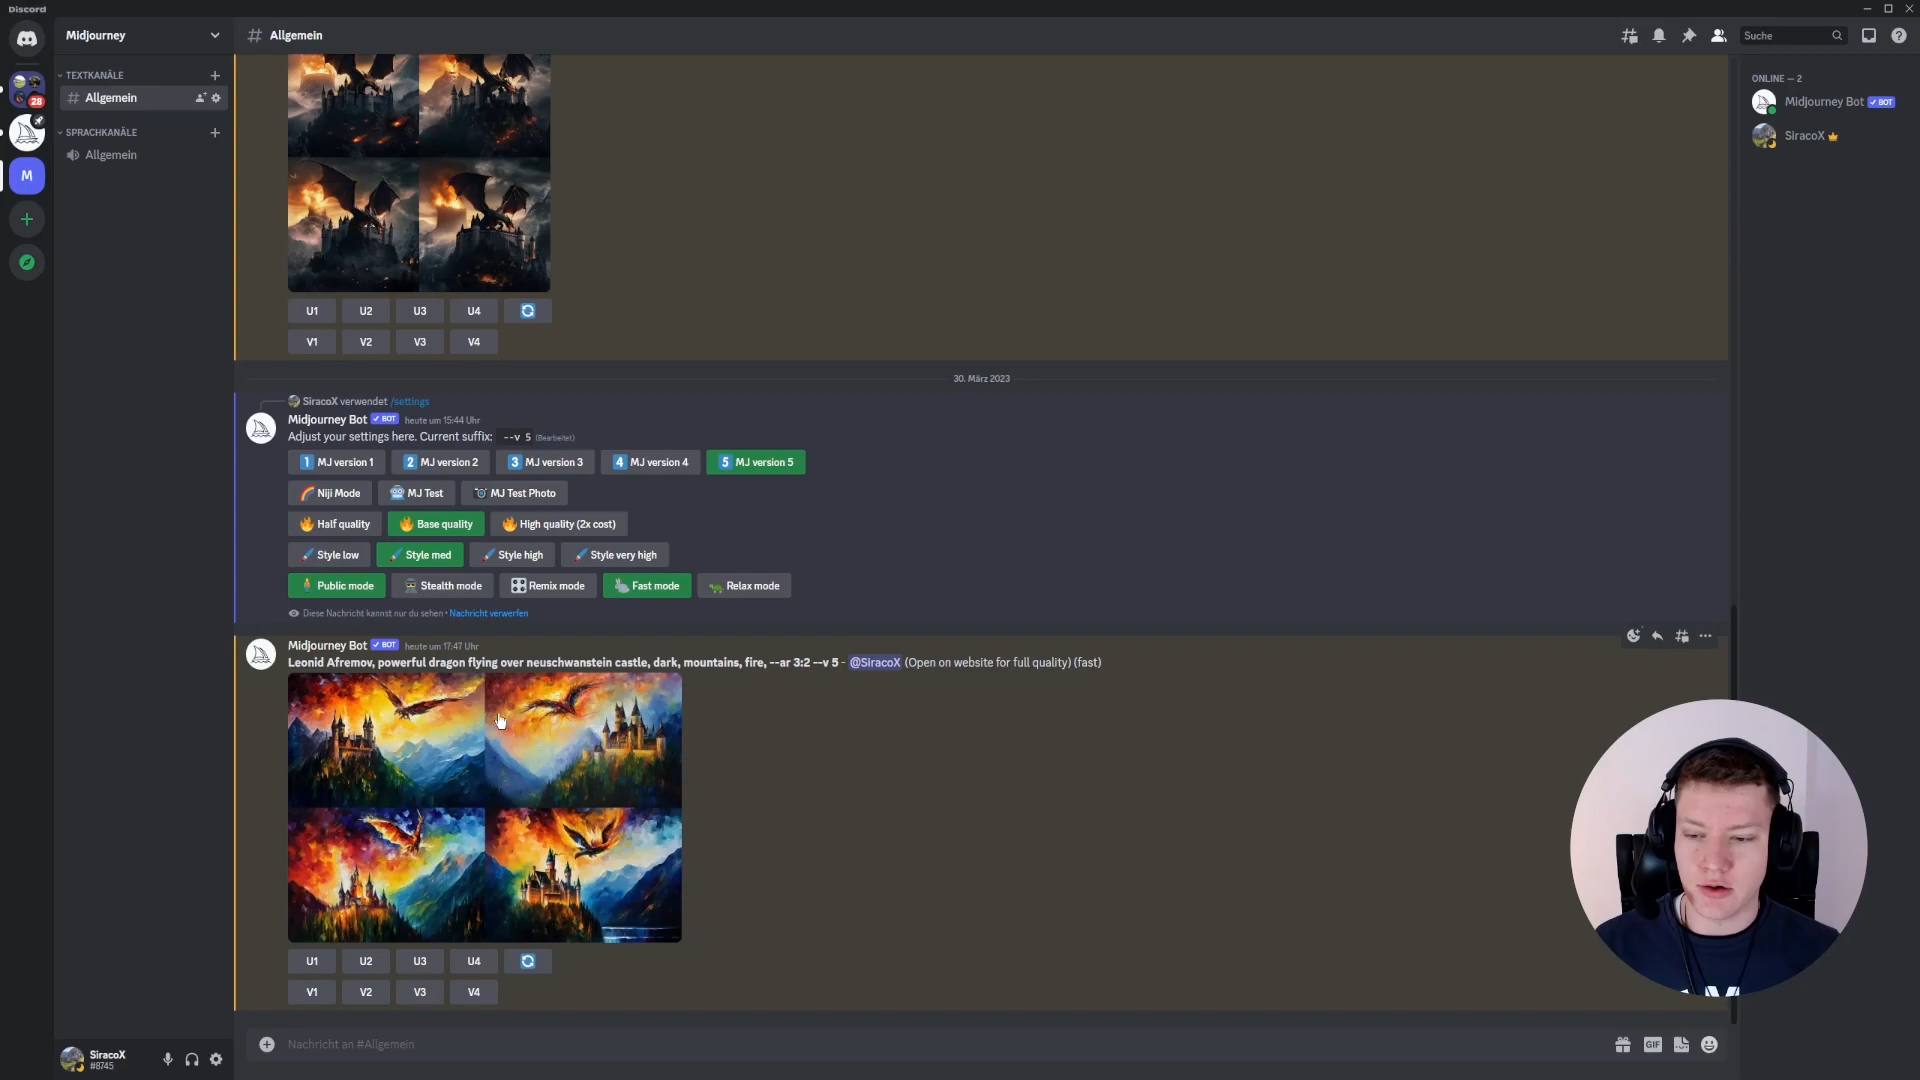 Discord
Midjourney
Allgemein
Suche
TEXTKANÄLE
Allgemein
SPRACHKANÄLE
Allgemein
28
M
ONLINE — 2
Midjourney Bot ✓ BOT
SiracoX
U1 U2 U3 U4
V1 V2 V3 V4
30. März 2023
SiracoX verwendet /settings
Midjourney Bot ✓ BOT heute um 15:44 Uhr
Adjust your settings here. Current suffix: --v 5 (Bearbeitet)
1 MJ version 1 2 MJ version 2 3 MJ version 3 4 MJ version 4 5 MJ version 5
Niji Mode MJ Test MJ Test Photo
Half quality Base quality High quality (2x cost)
Style low Style med Style high Style very high
Public mode Stealth mode Remix mode Fast mode Relax mode
Diese Nachricht kannst nur du sehen • Nachricht verwerfen
Midjourney Bot ✓ BOT heute um 17:47 Uhr
Leonid Afremov, powerful dragon flying over neuschwanstein castle, dark, mountains, fire, --ar 3:2 --v 5 - @SiracoX (Open on website for full quality) (fast)
U1 U2 U3 U4
V1 V2 V3 V4
Nachricht an #Allgemein
GIF
SiracoX
#8745